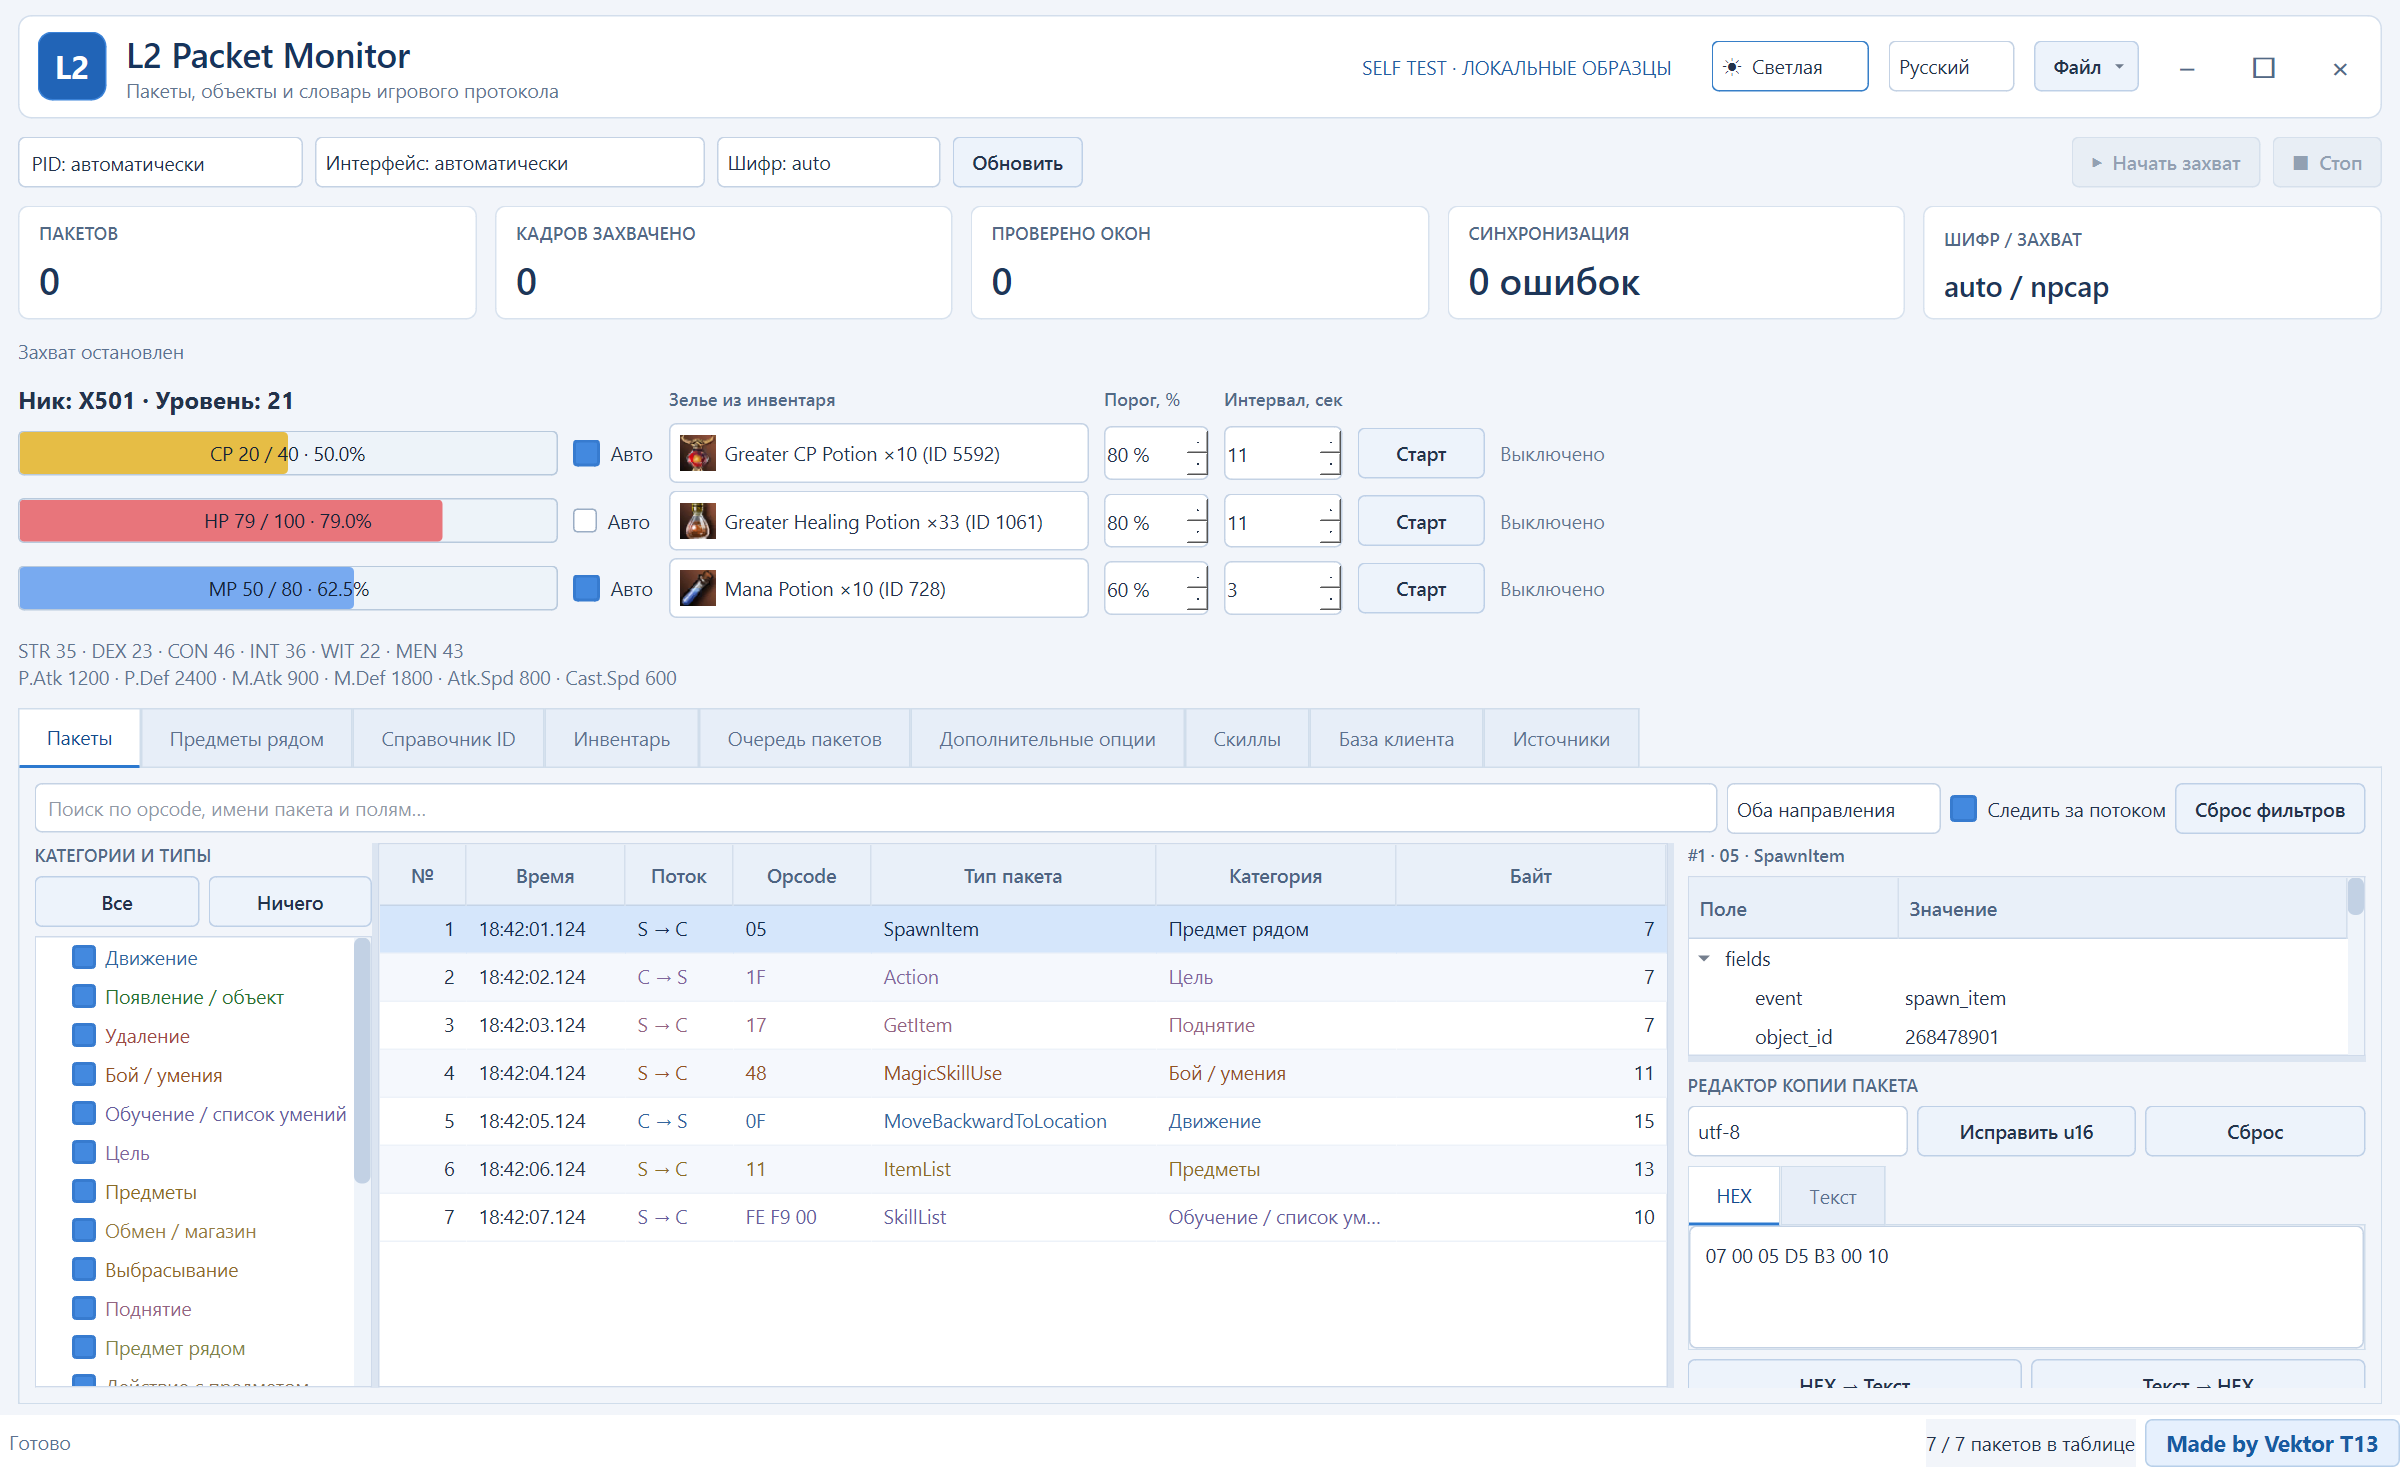 L2
L2 Packet Monitor
Пакеты, объекты и словарь игрового протокола
SELF TEST · ЛОКАЛЬНЫЕ ОБРАЗЦЫ
Светлая
Русский
Файл
PID: автоматически
Интерфейс: автоматически
Шифр: auto
Обновить
Начать захват
Стоп
ПАКЕТОВ
0
КАДРОВ ЗАХВАЧЕНО
0
ПРОВЕРЕНО ОКОН
0
СИНХРОНИЗАЦИЯ
0 ошибок
ШИФР / ЗАХВАТ
auto / npcap
Захват остановлен
Ник: X501 · Уровень: 21
Зелье из инвентаря
Порог, %
Интервал, сек
CP 20 / 40 · 50.0%
Авто
Greater CP Potion ×10 (ID 5592)
80 %
11
Старт
Выключено
HP 79 / 100 · 79.0%
Авто
Greater Healing Potion ×33 (ID 1061)
80 %
11
Старт
Выключено
MP 50 / 80 · 62.5%
Авто
Mana Potion ×10 (ID 728)
60 %
3
Старт
Выключено
STR 35 · DEX 23 · CON 46 · INT 36 · WIT 22 · MEN 43
P.Atk 1200 · P.Def 2400 · M.Atk 900 · M.Def 1800 · Atk.Spd 800 · Cast.Spd 600
Пакеты
Предметы рядом
Справочник ID
Инвентарь
Очередь пакетов
Дополнительные опции
Скиллы
База клиента
Источники
Поиск по opcode, имени пакета и полям...
Оба направления
Следить за потоком
Сброс фильтров
КАТЕГОРИИ И ТИПЫ
Все
Ничего
Движение
Появление / объект
Удаление
Бой / умения
Обучение / список умений
Цель
Предметы
Обмен / магазин
Выбрасывание
Поднятие
Предмет рядом
Действие с предметом
№ Время Поток Opcode Тип пакета Категория Байт
1 18:42:01.124 S → C 05 SpawnItem Предмет рядом 7
2 18:42:02.124 C → S 1F Action Цель 7
3 18:42:03.124 S → C 17 GetItem Поднятие 7
4 18:42:04.124 S → C 48 MagicSkillUse Бой / умения 11
5 18:42:05.124 C → S 0F MoveBackwardToLocation Движение 15
6 18:42:06.124 S → C 11 ItemList Предметы 13
7 18:42:07.124 S → C FE F9 00 SkillList Обучение / список ум... 10
#1 · 05 · SpawnItem
Поле Значение
fields
event spawn_item
object_id 268478901
РЕДАКТОР КОПИИ ПАКЕТА
utf-8
Исправить u16
Сброс
HEX
Текст
07 00 05 D5 B3 00 10
HEX → Текст
Текст → HEX
Готово
7 / 7 пакетов в таблице
Made by Vektor T13